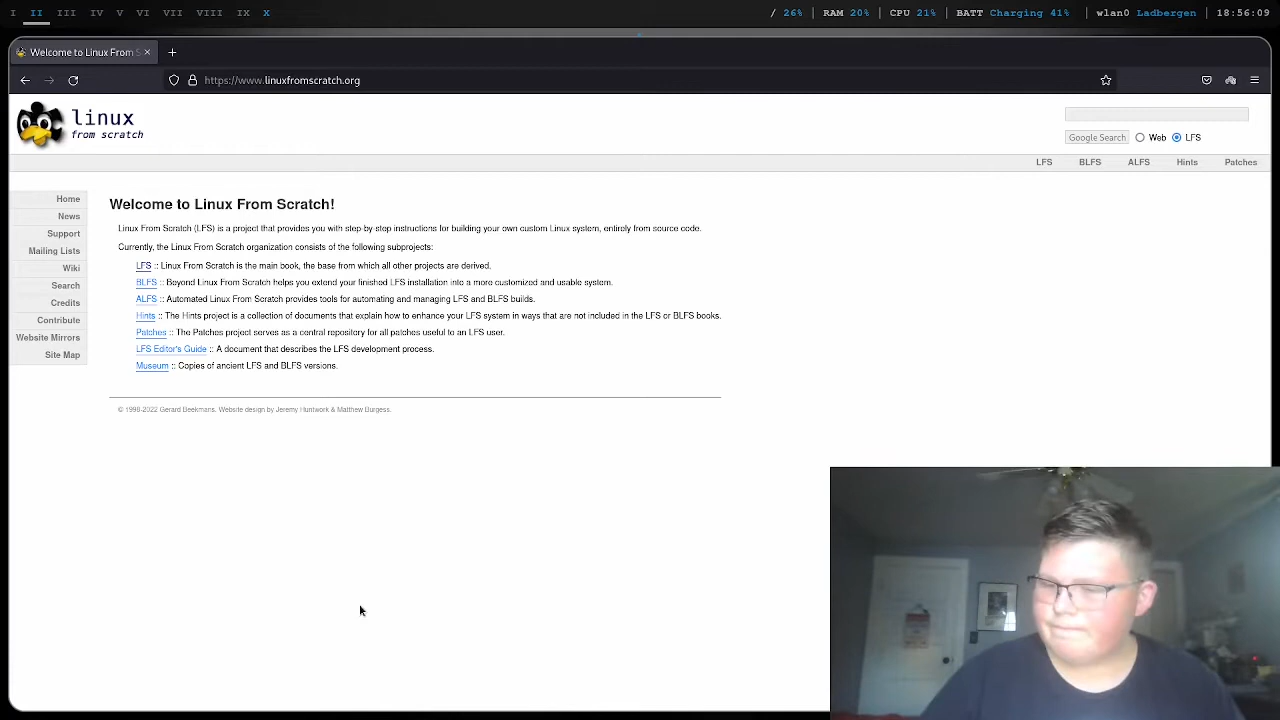 I II III IV V VI VII VIII IX X / 26% | RAM 20% | CPU 21% | BATT Charging 41% | wlan0 Ladbergen | 18:56:09
Welcome to Linux From S
https://www.linuxfromscratch.org
linux
from scratch
Google Search Web LFS
LFS BLFS ALFS Hints Patches
Home
News
Support
Mailing Lists
Wiki
Search
Credits
Contribute
Website Mirrors
Site Map
Welcome to Linux From Scratch!
Linux From Scratch (LFS) is a project that provides you with step-by-step instructions for building your own custom Linux system, entirely from source code.
Currently, the Linux From Scratch organization consists of the following subprojects:
LFS :: Linux From Scratch is the main book, the base from which all other projects are derived.
BLFS :: Beyond Linux From Scratch helps you extend your finished LFS installation into a more customized and usable system.
ALFS :: Automated Linux From Scratch provides tools for automating and managing LFS and BLFS builds.
Hints :: The Hints project is a collection of documents that explain how to enhance your LFS system in ways that are not included in the LFS or BLFS books.
Patches :: The Patches project serves as a central repository for all patches useful to an LFS user.
LFS Editor's Guide :: A document that describes the LFS development process.
Museum :: Copies of ancient LFS and BLFS versions.
© 1998-2022 Gerard Beekmans. Website design by Jeremy Huntwork & Matthew Burgess.